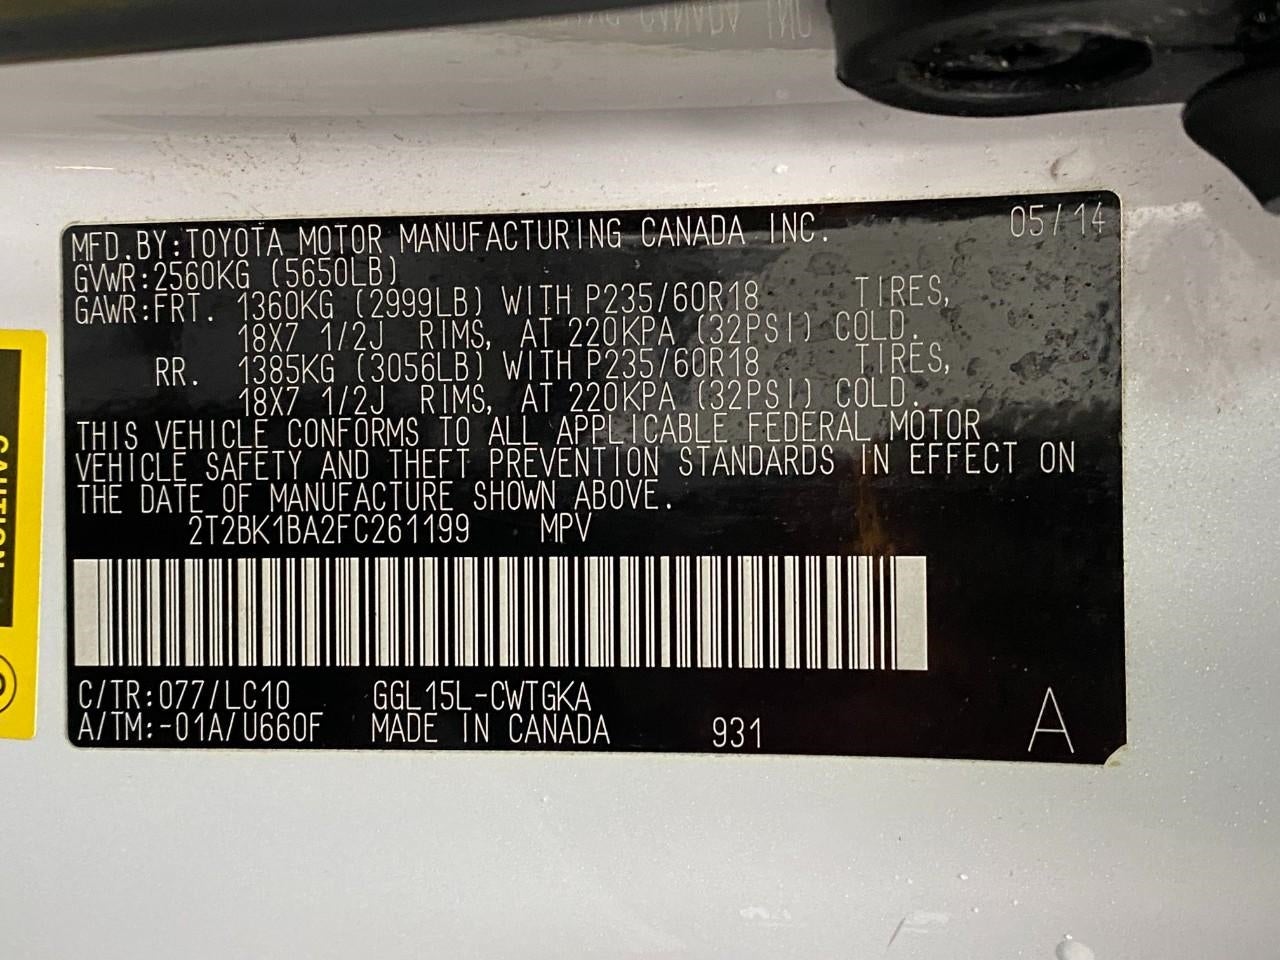 MFD.BY:TOYOTA MOTOR MANUFACTURING CANADA INC. 05/14
GVWR:2560KG (5650LB)
GAWR:FRT. 1360KG (2999LB) WITH P235/60R18 TIRES,
18X7 1/2J RIMS, AT 220KPA (32PSI) COLD.
RR. 1385KG (3056LB) WITH P235/60R18 TIRES,
18X7 1/2J RIMS, AT 220KPA (32PSI) COLD.
THIS VEHICLE CONFORMS TO ALL APPLICABLE FEDERAL MOTOR
VEHICLE SAFETY AND THEFT PREVENTION STANDARDS IN EFFECT ON
THE DATE OF MANUFACTURE SHOWN ABOVE.
2T2BK1BA2FC261199 MPV
C/TR:077/LC10 GGL15L-CWTGKA
A/TM:-01A/U660F MADE IN CANADA 931 A
CAUTION